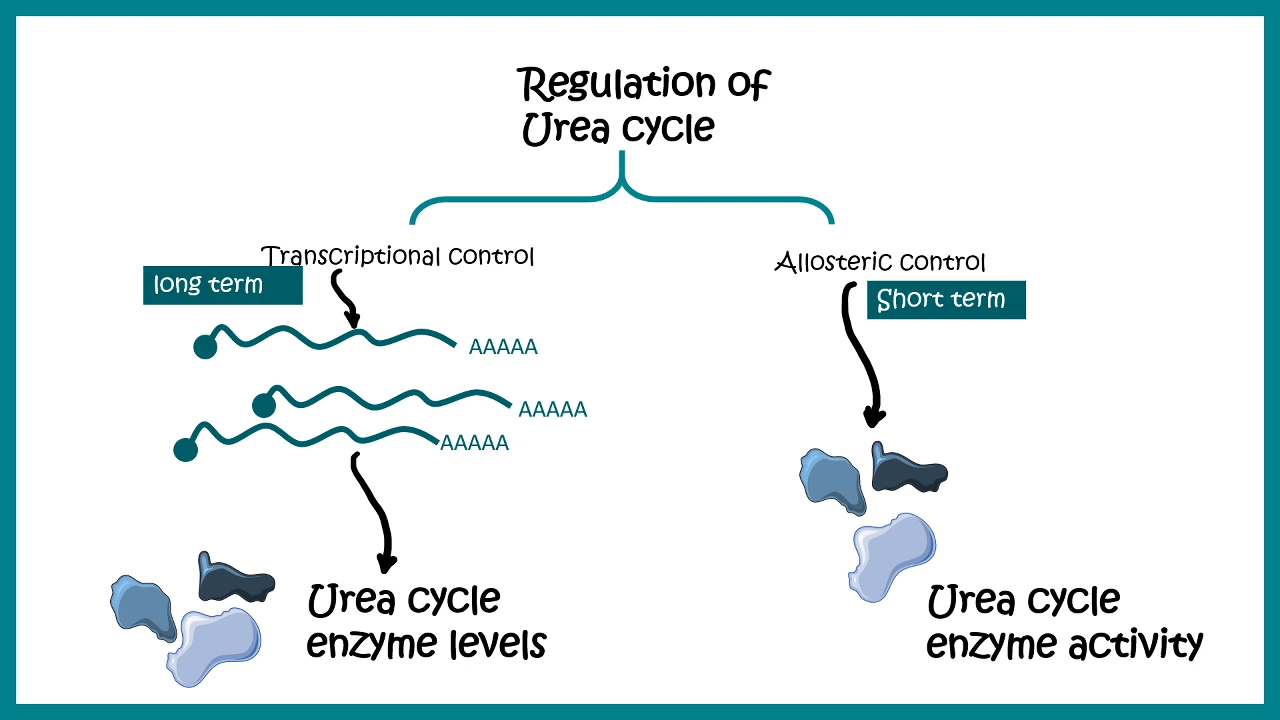 Regulation of
Urea cycle
Transcriptional control
long term
AAAAA
AAAAA
AAAAA
Urea cycle
enzyme levels
Allosteric control
Short term
Urea cycle
enzyme activity